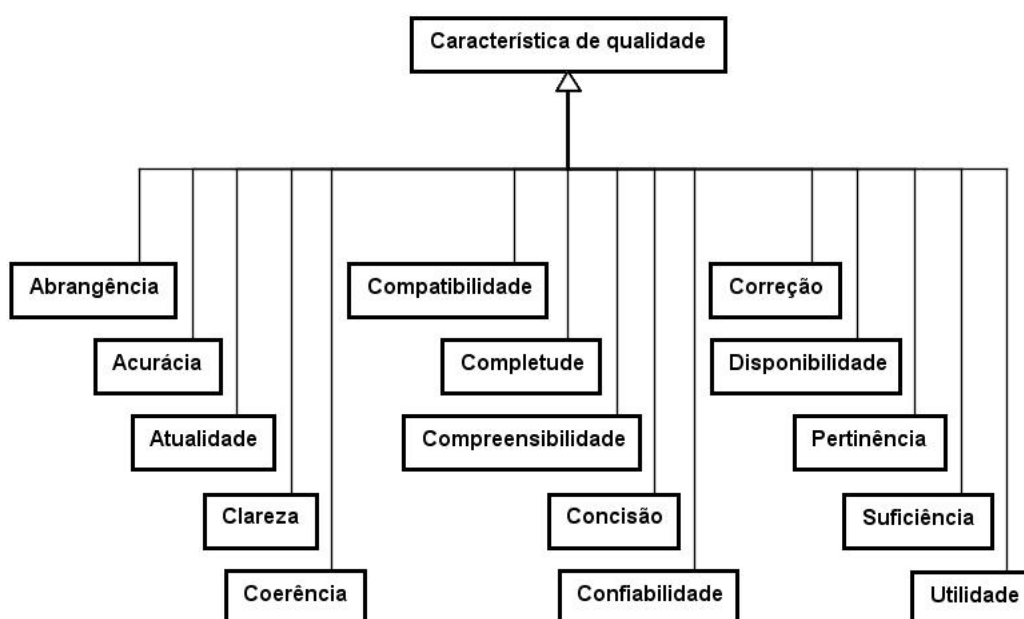 Característica de qualidade
Abrangência
Compatibilidade
Correção
Acurácia
Completude
Disponibilidade
Atualidade
Compreensibilidade
Pertinência
Clareza
Concisão
Suficiência
Coerência
Confiabilidade
Utilidade